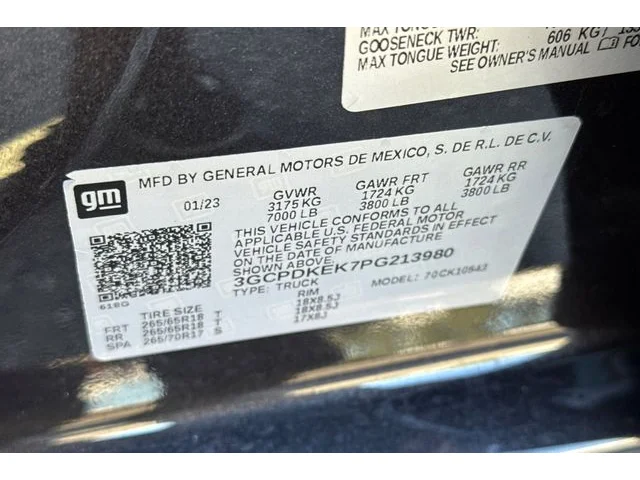 MAX TONGUE
GOOSENECK TWR: 606 KG/
MAX TONGUE WEIGHT:
SEE OWNER'S MANUAL
gm
MFD BY GENERAL MOTORS DE MEXICO, S. DE R.L. DE C.V.
01/23 GVWR GAWR FRT GAWR RR
3175 KG 1724 KG 1724 KG
7000 LB 3800 LB 3800 LB
THIS VEHICLE CONFORMS TO ALL
APPLICABLE U.S. FEDERAL MOTOR
VEHICLE SAFETY STANDARDS IN EFFECT
ON THE DATE OF MANUFACTURE SHOWN ABOVE.
3GCPDKEK7PG213980
TYPE: TRUCK MODEL:
618G
TIRE SIZE RIM
FRT 265/65R18 T 18X8.5J
RR 265/65R18 T 18X8.5J
SPA 265/70R17 S 17X8J